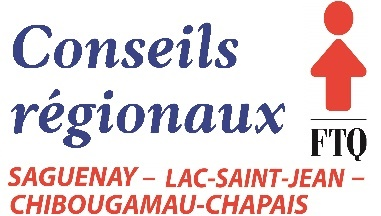 Conseils
régionaux
FTQ
SAGUENAY – LAC-SAINT-JEAN –
CHIBOUGAMAU-CHAPAIS